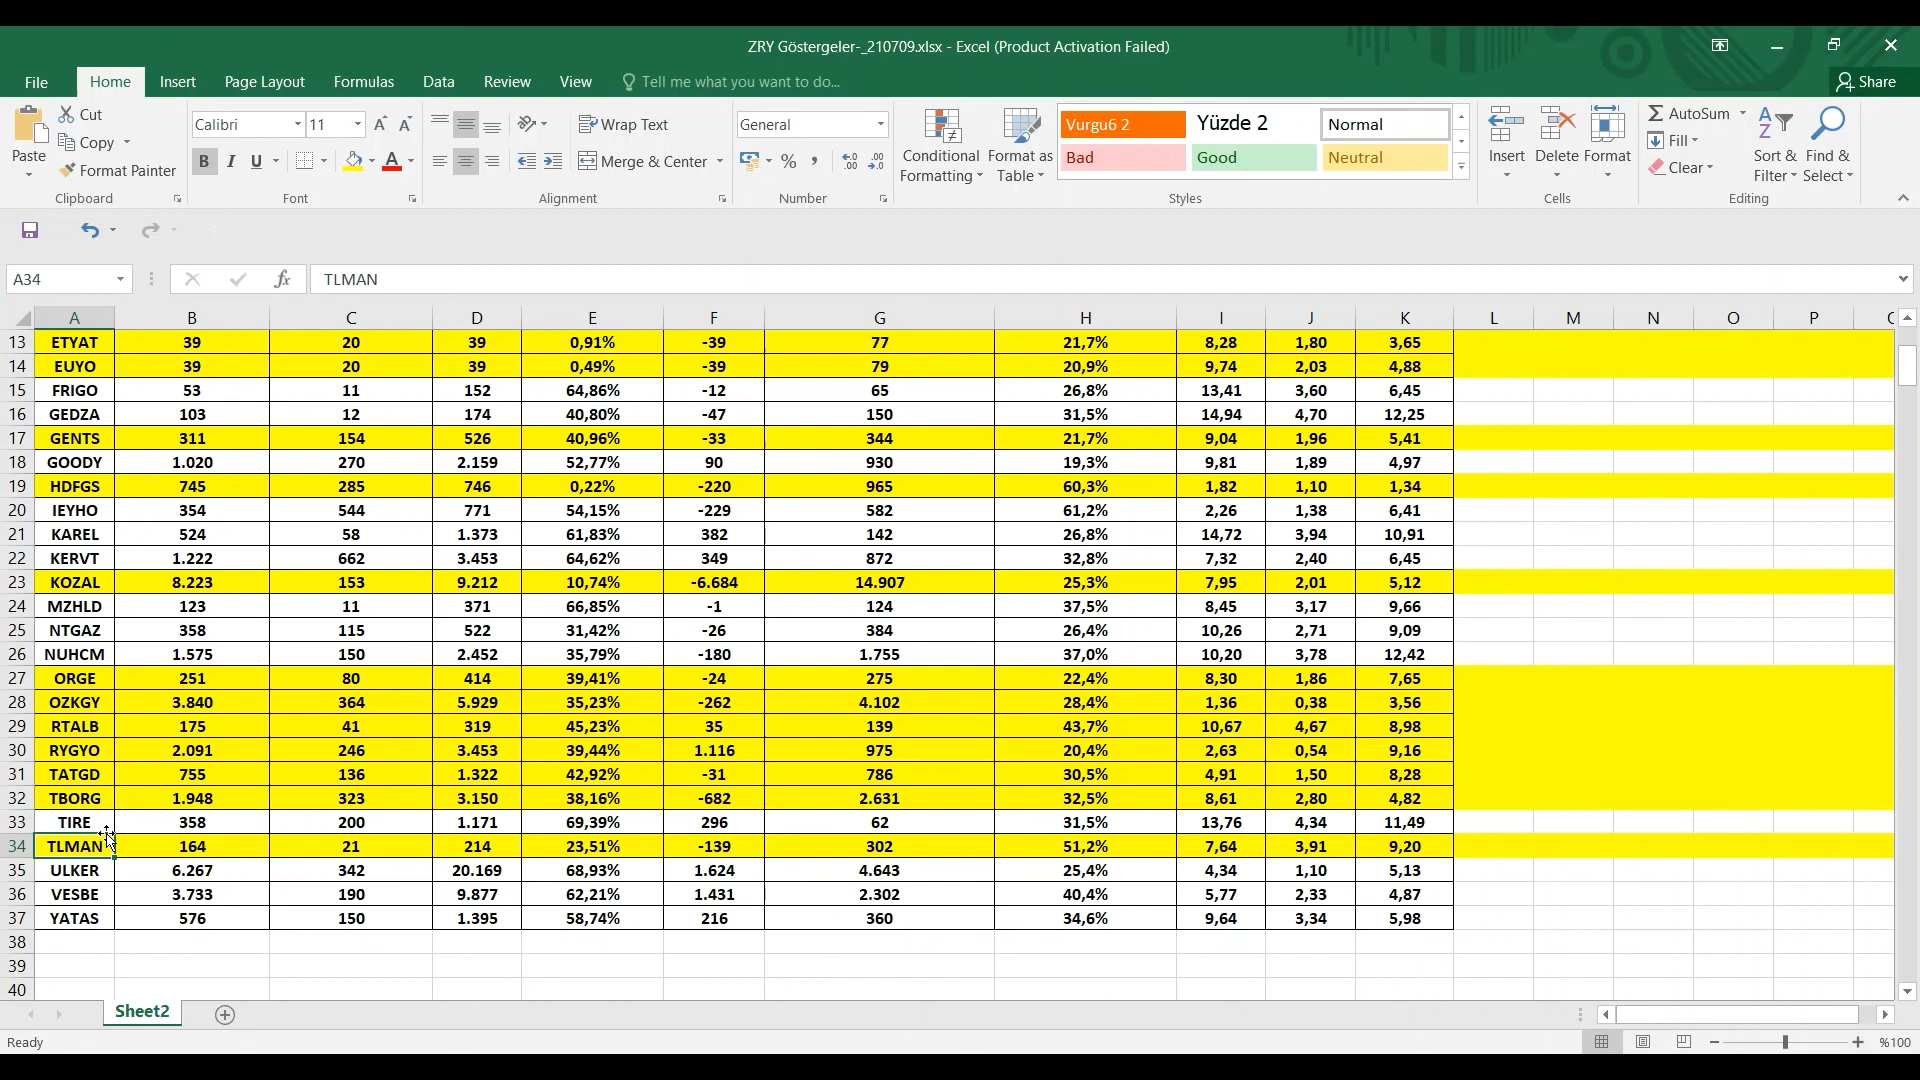 ZRY Göstergeler-_210709.xlsx - Excel (Product Activation Failed)
File Home Insert Page Layout Formulas Data Review View Tell me what you want to do... Share
Paste Cut Copy Format Painter
Calibri 11 B I U A
Wrap Text
Merge & Center
General
%
Conditional Formatting
Format as Table
Vurgu6 2 Yüzde 2 Normal
Bad Good Neutral
Insert Delete Format
AutoSum
Fill
Clear
Sort & Filter
Find & Select
Clipboard Font Alignment Number Styles Cells Editing
A34 fx TLMAN
A B C D E F G H I J K L M N O P
13 ETYAT 39 20 39 0,91% -39 77 21,7% 8,28 1,80 3,65
14 EUYO 39 20 39 0,49% -39 79 20,9% 9,74 2,03 4,88
15 FRIGO 53 11 152 64,86% -12 65 26,8% 13,41 3,60 6,45
16 GEDZA 103 12 174 40,80% -47 150 31,5% 14,94 4,70 12,25
17 GENTS 311 154 526 40,96% -33 344 21,7% 9,04 1,96 5,41
18 GOODY 1.020 270 2.159 52,77% 90 930 19,3% 9,81 1,89 4,97
19 HDFGS 745 285 746 0,22% -220 965 60,3% 1,82 1,10 1,34
20 IEYHO 354 544 771 54,15% -229 582 61,2% 2,26 1,38 6,41
21 KAREL 524 58 1.373 61,83% 382 142 26,8% 14,72 3,94 10,91
22 KERVT 1.222 662 3.453 64,62% 349 872 32,8% 7,32 2,40 6,45
23 KOZAL 8.223 153 9.212 10,74% -6.684 14.907 25,3% 7,95 2,01 5,12
24 MZHLD 123 11 371 66,85% -1 124 37,5% 8,45 3,17 9,66
25 NTGAZ 358 115 522 31,42% -26 384 26,4% 10,26 2,71 9,09
26 NUHCM 1.575 150 2.452 35,79% -180 1.755 37,0% 10,20 3,78 12,42
27 ORGE 251 80 414 39,41% -24 275 22,4% 8,30 1,86 7,65
28 OZKGY 3.840 364 5.929 35,23% -262 4.102 28,4% 1,36 0,38 3,56
29 RTALB 175 41 319 45,23% 35 139 43,7% 10,67 4,67 8,98
30 RYGYO 2.091 246 3.453 39,44% 1.116 975 20,4% 2,63 0,54 9,16
31 TATGD 755 136 1.322 42,92% -31 786 30,5% 4,91 1,50 8,28
32 TBORG 1.948 323 3.150 38,16% -682 2.631 32,5% 8,61 2,80 4,82
33 TIRE 358 200 1.171 69,39% 296 62 31,5% 13,76 4,34 11,49
34 TLMAN 164 21 214 23,51% -139 302 51,2% 7,64 3,91 9,20
35 ULKER 6.267 342 20.169 68,93% 1.624 4.643 25,4% 4,34 1,10 5,13
36 VESBE 3.733 190 9.877 62,21% 1.431 2.302 40,4% 5,77 2,33 4,87
37 YATAS 576 150 1.395 58,74% 216 360 34,6% 9,64 3,34 5,98
38
39
40
Sheet2
Ready %100